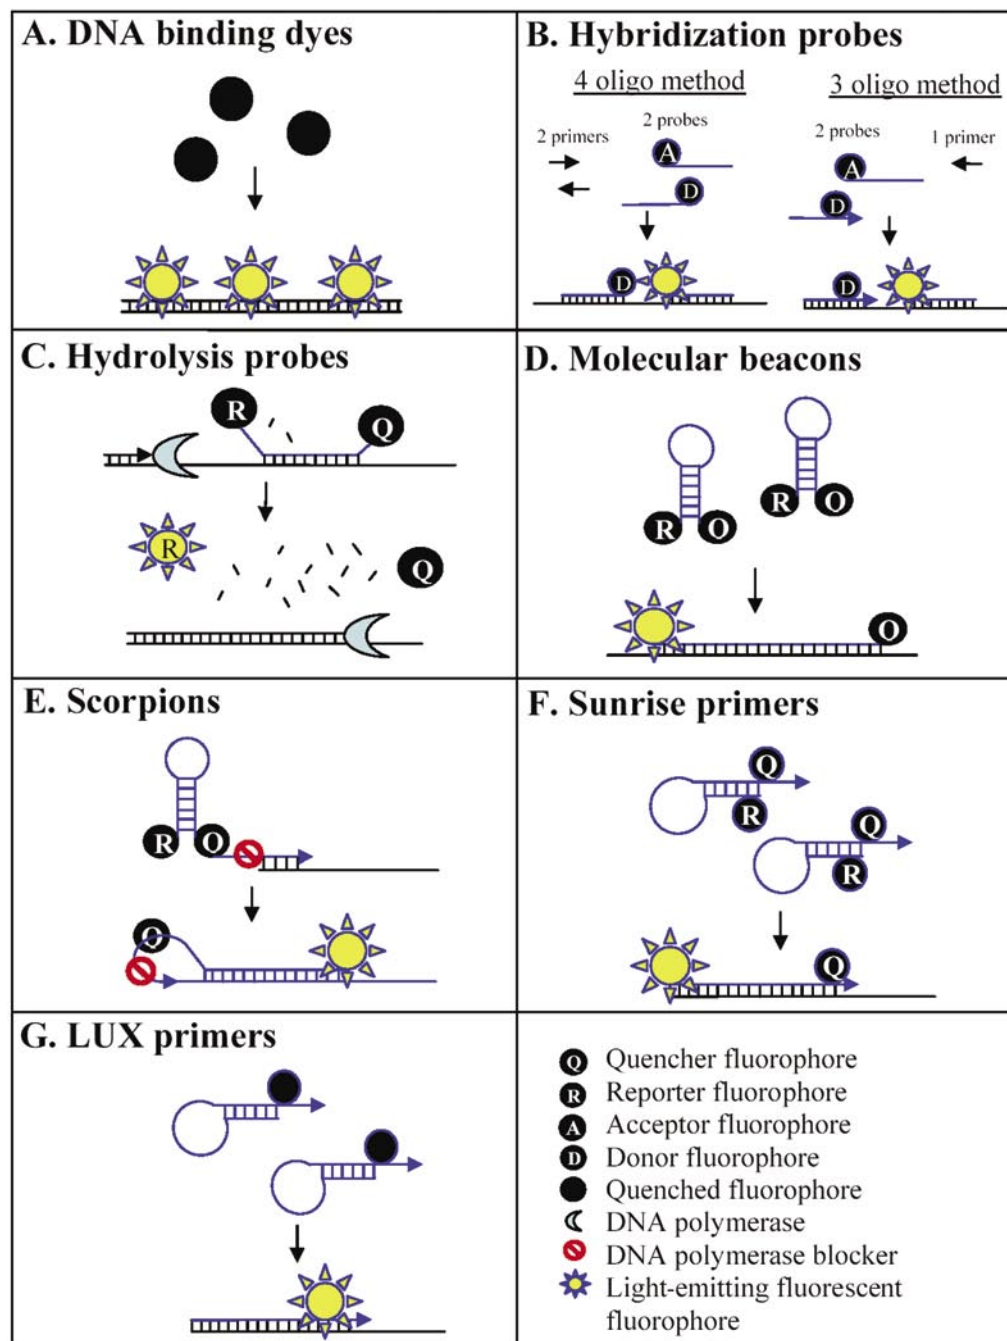 A. DNA binding dyes
B. Hybridization probes
4 oligo method
3 oligo method
2 primers
2 probes
A
D
2 probes
1 primer
A
D
D
D
C. Hydrolysis probes
R
Q
R
Q
D. Molecular beacons
R
O
R
O
O
E. Scorpions
R
O
Q
F. Sunrise primers
Q
R
Q
R
Q
G. LUX primers
Q Quencher fluorophore
R Reporter fluorophore
A Acceptor fluorophore
D Donor fluorophore
Quenched fluorophore
DNA polymerase
DNA polymerase blocker
Light-emitting fluorescent
fluorophore